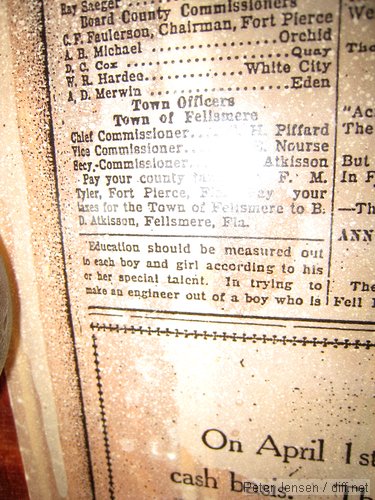 Ray Saeger
Board County Commissioners
C. F. Faulerson, Chairman, Fort Pierce
A. B. Michael Orchid
D. C. Cox Quay
W. R. Hardee White City
A. D. Merwin Eden
Town Officers
Town of Fellsmere
Chief Commissioner H. Piffard
Vice Commissioner S. Nourse
Secy.-Commissioner Atkisson
Pay your county F. M.
Tyler, Fort Pierce, your
taxes for the Town of Fellsmere to B.
D. Atkisson, Fellsmere, Fla.
Education should be measured out
to each boy and girl according to his
or her special talent. In trying to
make an engineer out of a boy who is
We
The
"Ac
The
But
In F
—Th
ANN
The
Fell
On April 1st
cash basis.
Peter Jensen / diff.net